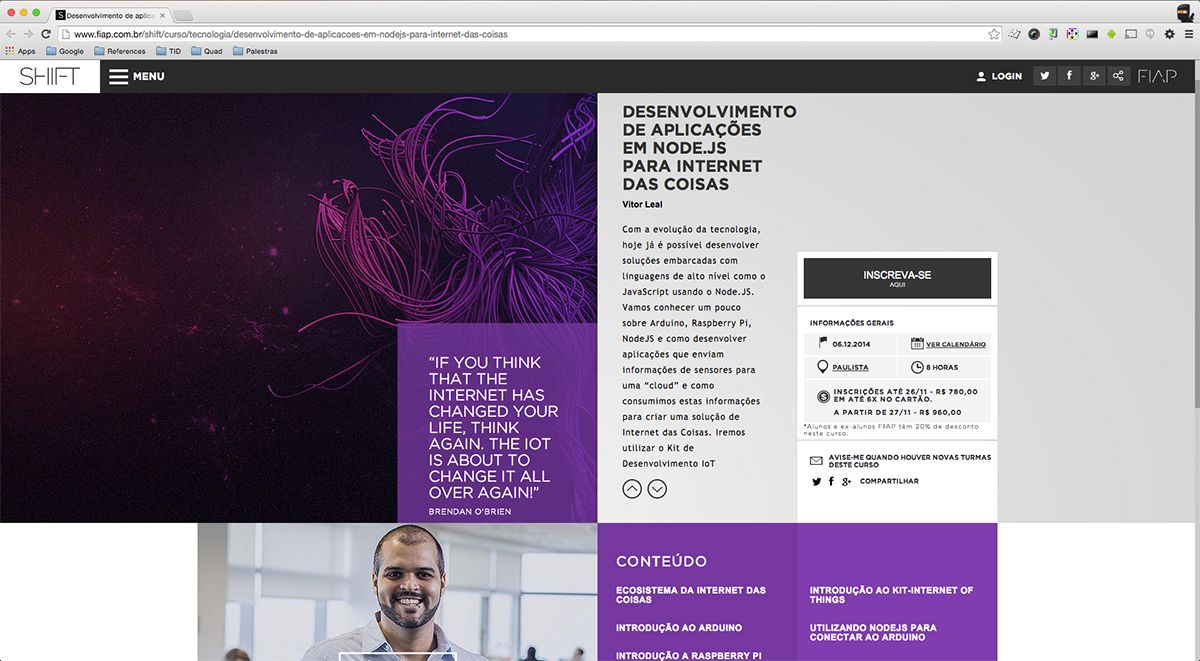 Desenvolvimento de aplicac
www.fiap.com.br/shift/curso/tecnologia/desenvolvimento-de-aplicacoes-em-nodejs-para-internet-das-coisas
Apps Google References TID Quad Palestras
SHIFT MENU LOGIN FIAP
DESENVOLVIMENTO
DE APLICAÇÕES
EM NODE.JS
PARA INTERNET
DAS COISAS
Vitor Leal
Com a evolução da tecnologia,
hoje já é possível desenvolver
soluções embarcadas com
linguagens de alto nível como o
JavaScript usando o Node.JS.
Vamos conhecer um pouco
sobre Arduino, Raspberry Pi,
NodeJS e como desenvolver
aplicações que enviam
informações de sensores para
uma “cloud” e como
consumimos estas informações
para criar uma solução de
Internet das Coisas. Iremos
utilizar o Kit de
Desenvolvimento IoT
INSCREVA-SE
AQUI
INFORMAÇÕES GERAIS
06.12.2014
VER CALENDÁRIO
PAULISTA
8 HORAS
INSCRIÇÕES ATÉ 26/11 - R$ 780,00
EM ATÉ 6X NO CARTÃO.
A PARTIR DE 27/11 - R$ 960,00
*Alunos e ex-alunos FIAP têm 20% de desconto
neste curso.
AVISE-ME QUANDO HOUVER NOVAS TURMAS
DESTE CURSO
COMPARTILHAR
“IF YOU THINK
THAT THE
INTERNET HAS
CHANGED YOUR
LIFE, THINK
AGAIN. THE IOT
IS ABOUT TO
CHANGE IT ALL
OVER AGAIN!”
BRENDAN O’BRIEN
CONTEÚDO
ECOSISTEMA DA INTERNET DAS
COISAS
INTRODUÇÃO AO ARDUINO
INTRODUÇÃO A RASPBERRY PI
INTRODUÇÃO AO KIT-INTERNET OF
THINGS
UTILIZANDO NODEJS PARA
CONECTAR AO ARDUINO